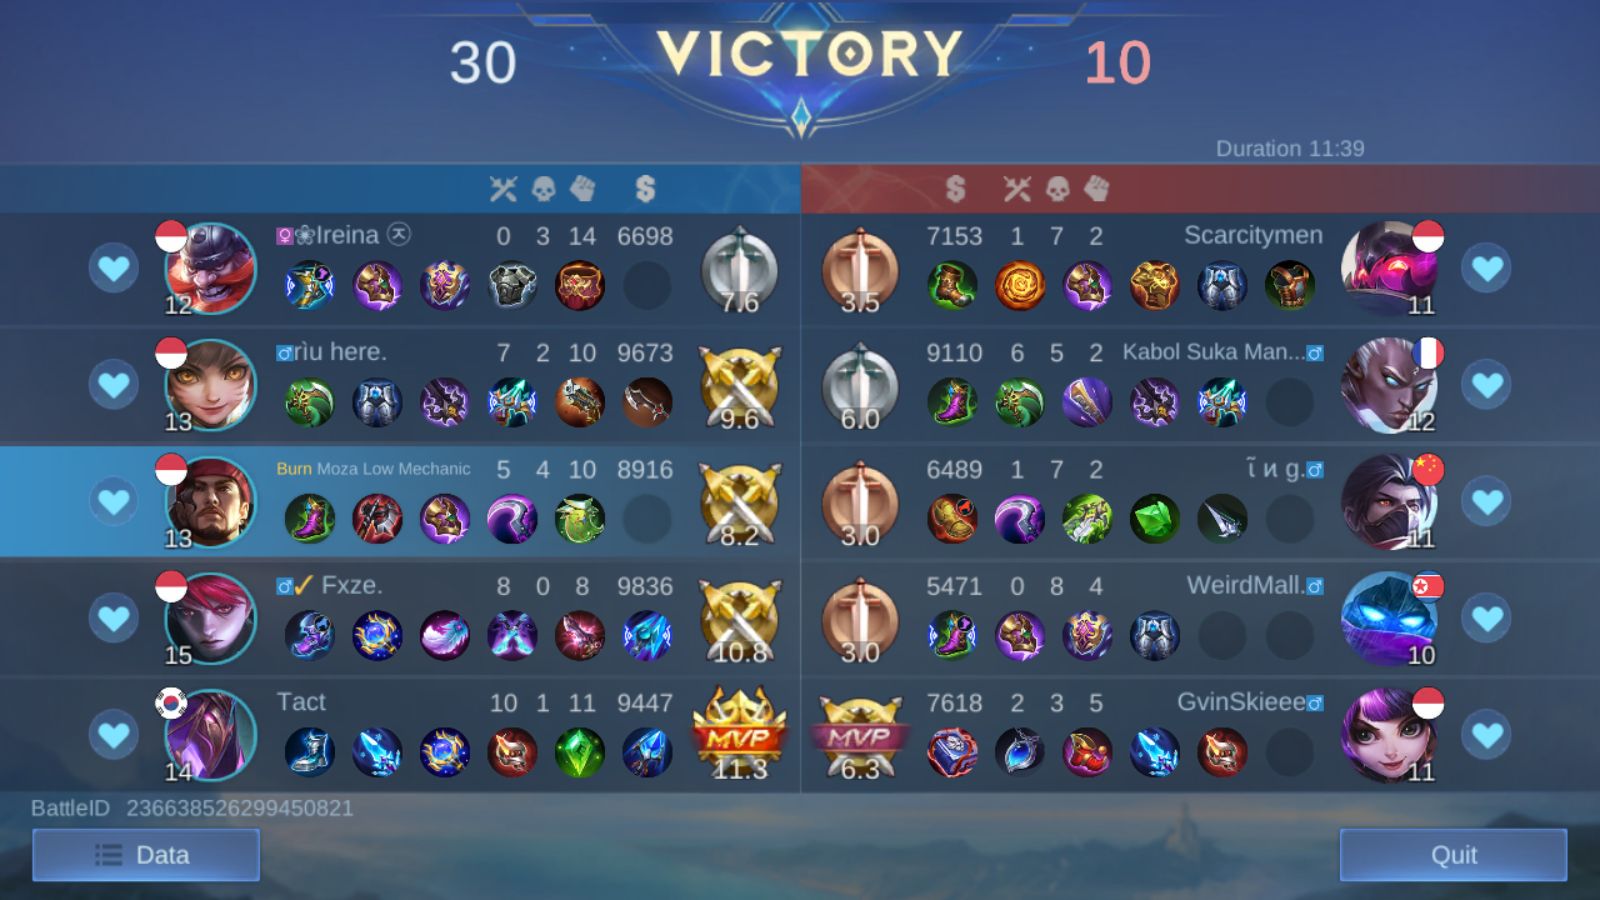 30 VICTORY 10
Duration 11:39
❀Ireina ㋛ 0 3 14 6698 7.6 12
3.5 7153 1 7 2 Scarcitymen 11
rìu here. 7 2 10 9673 9.6 13
6.0 9110 6 5 2 Kabol Suka Man... 12
Burn Moza Low Mechanic 5 4 10 8916 8.2 13
3.0 6489 1 7 2 11
Fxze. 8 0 8 9836 10.8 15
3.0 5471 0 8 4 WeirdMall. 10
Tact 10 1 11 9447 MVP 11.3 14
MVP 6.3 7618 2 3 5 GvinSkieee 11
BattleID 236638526299450821
Data Quit